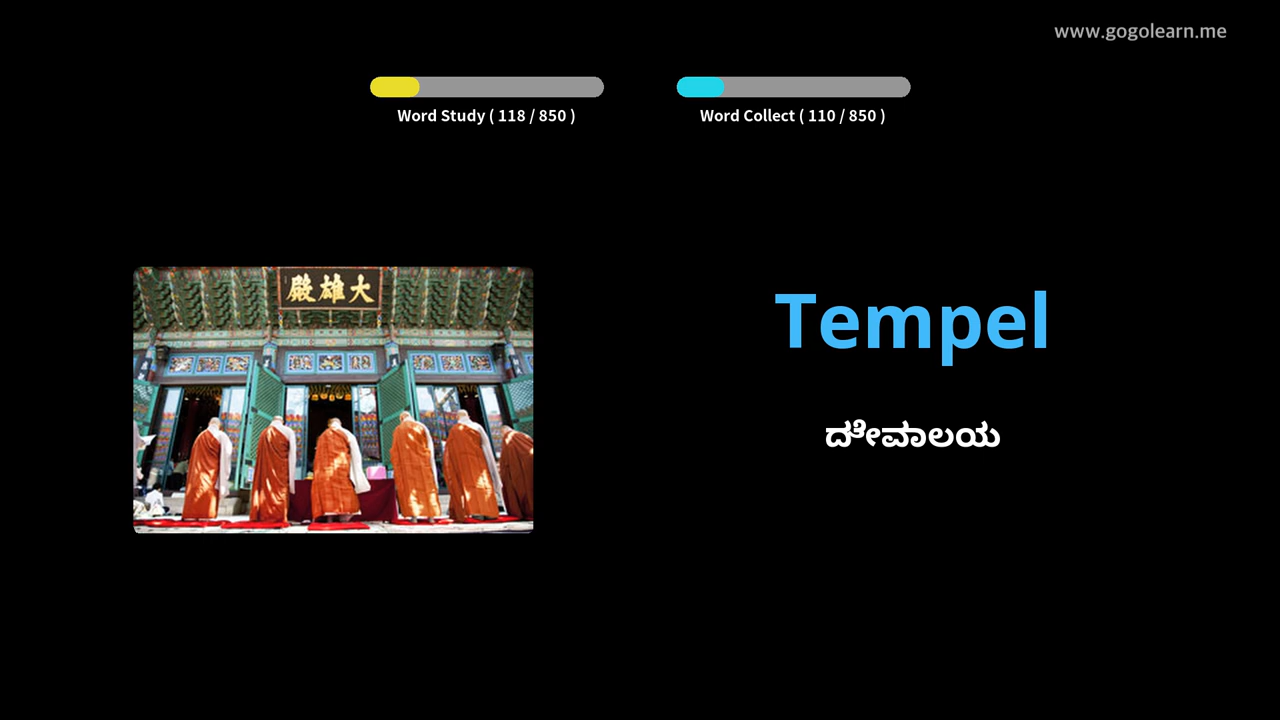 www.gogolearn.me
Word Study ( 118 / 850 )
Word Collect ( 110 / 850 )
殿雄大
Tempel
ದೇವಾಲಯ